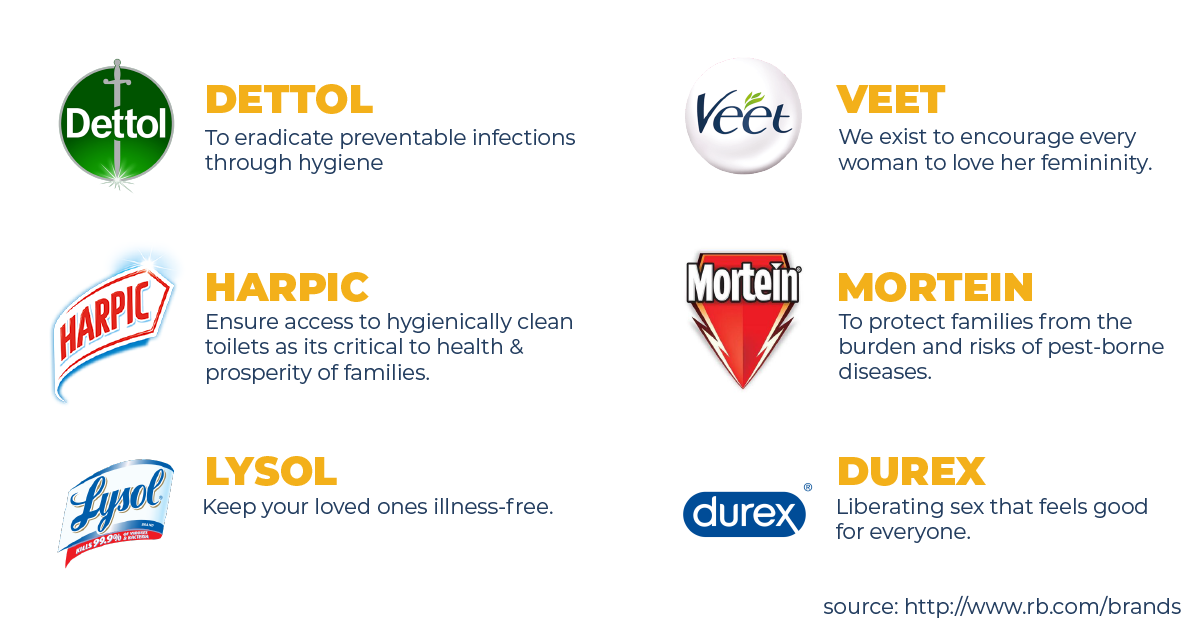 Dettol
DETTOL
To eradicate preventable infections
through hygiene
HARPIC
HARPIC
Ensure access to hygienically clean
toilets as its critical to health &
prosperity of families.
Lysol
BRAND
KILLS 99.9% OF VIRUSES & BACTERIA
LYSOL
Keep your loved ones illness-free.
Veet
VEET
We exist to encourage every
woman to love her femininity.
Mortein®
MORTEIN
To protect families from the
burden and risks of pest-borne
diseases.
durex®
DUREX
Liberating sex that feels good
for everyone.
source: http://www.rb.com/brands